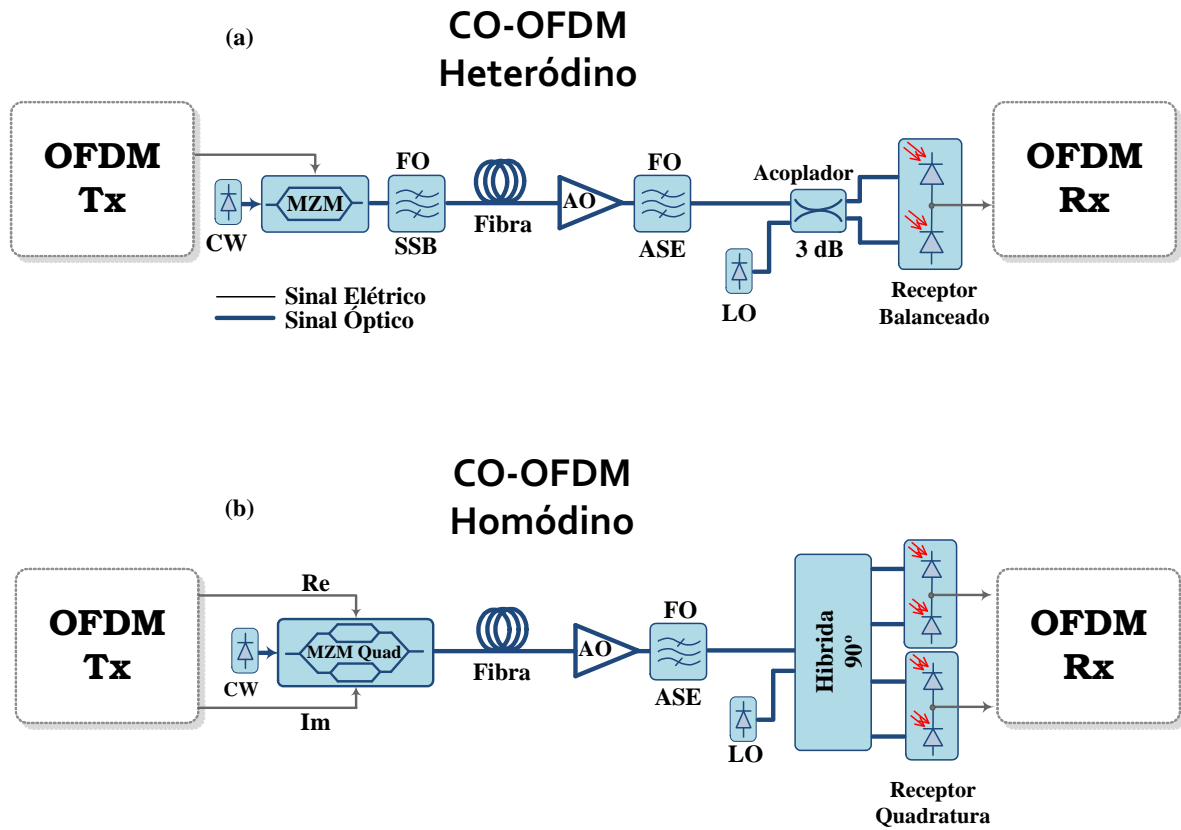 (a)
CO-OFDM
Heteródino
OFDM
Tx
CW
MZM
FO
SSB
Fibra
AO
FO
ASE
Acoplador
3 dB
LO
Receptor
Balanceado
OFDM
Rx
Sinal Elétrico
Sinal Óptico
(b)
CO-OFDM
Homódino
OFDM
Tx
Re
Im
CW
MZM Quad
Fibra
AO
FO
ASE
LO
Hibrida
90º
Receptor
Quadratura
OFDM
Rx